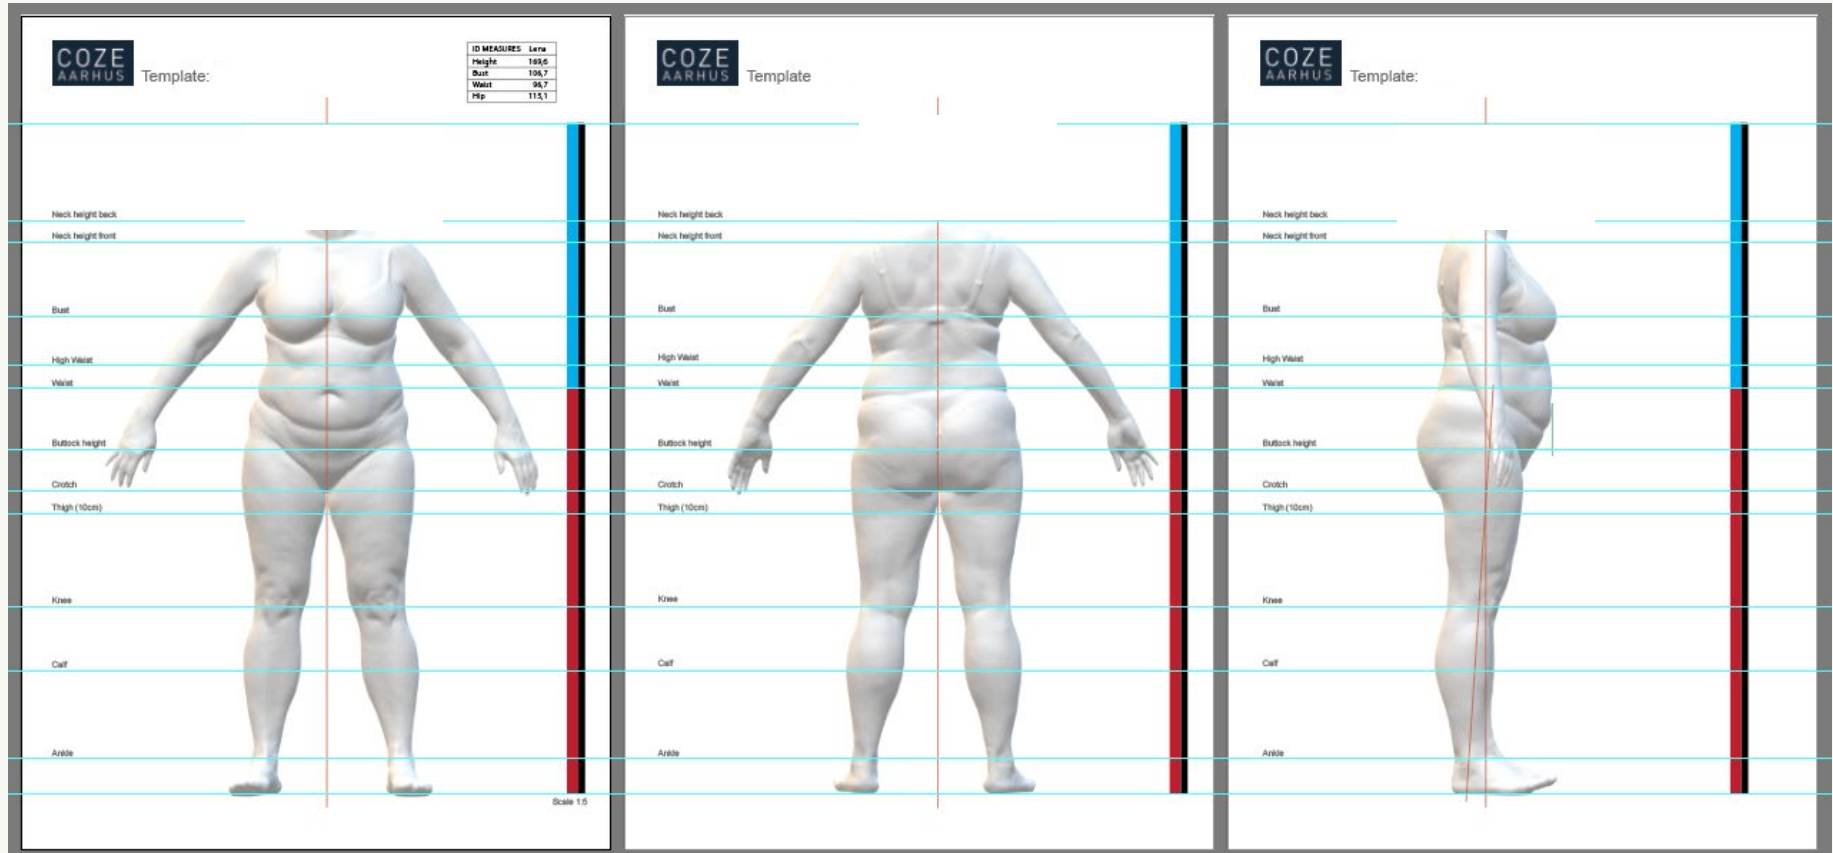 COZE
AARHUS
Template:
ID MEASURES Lena
Height 169,6
Bust 106,7
Waist 96,7
Hip 115,1
Neck height back
Neck height front
Bust
High Waist
Waist
Buttock height
Crotch
Thigh (10cm)
Knee
Calf
Ankle
Scale 1:5
COZE
AARHUS
Template
Neck height back
Neck height front
Bust
High Waist
Waist
Buttock height
Crotch
Thigh (10cm)
Knee
Calf
Ankle
COZE
AARHUS
Template:
Neck height back
Neck height front
Bust
High Waist
Waist
Buttock height
Crotch
Thigh (10cm)
Knee
Calf
Ankle